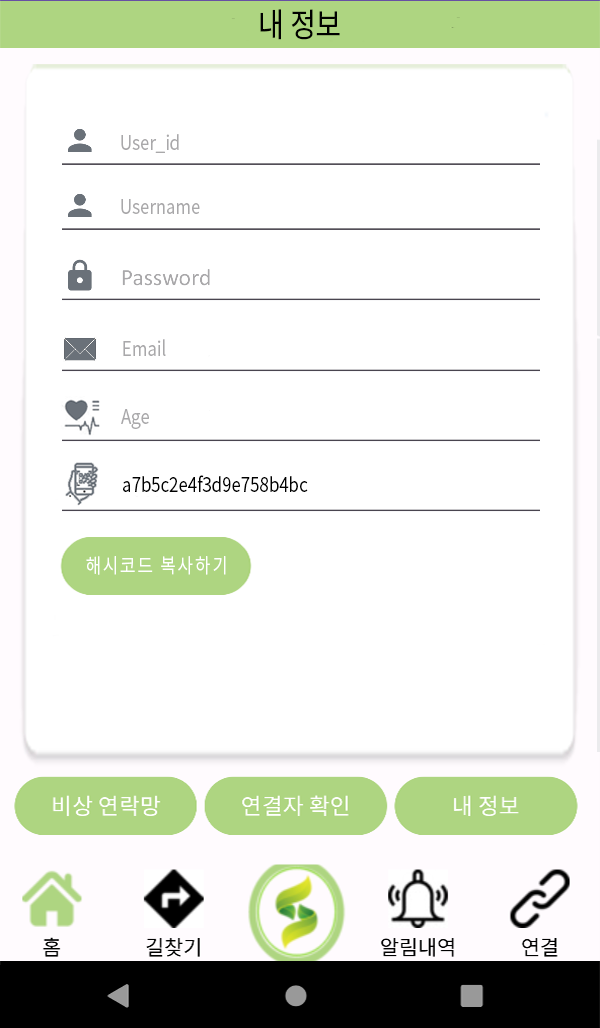 내 정보
User_id
Username
Password
Email
Age
a7b5c2e4f3d9e758b4bc
해시코드 복사하기
비상 연락망 연결자 확인 내 정보
홈 길찾기 알림내역 연결